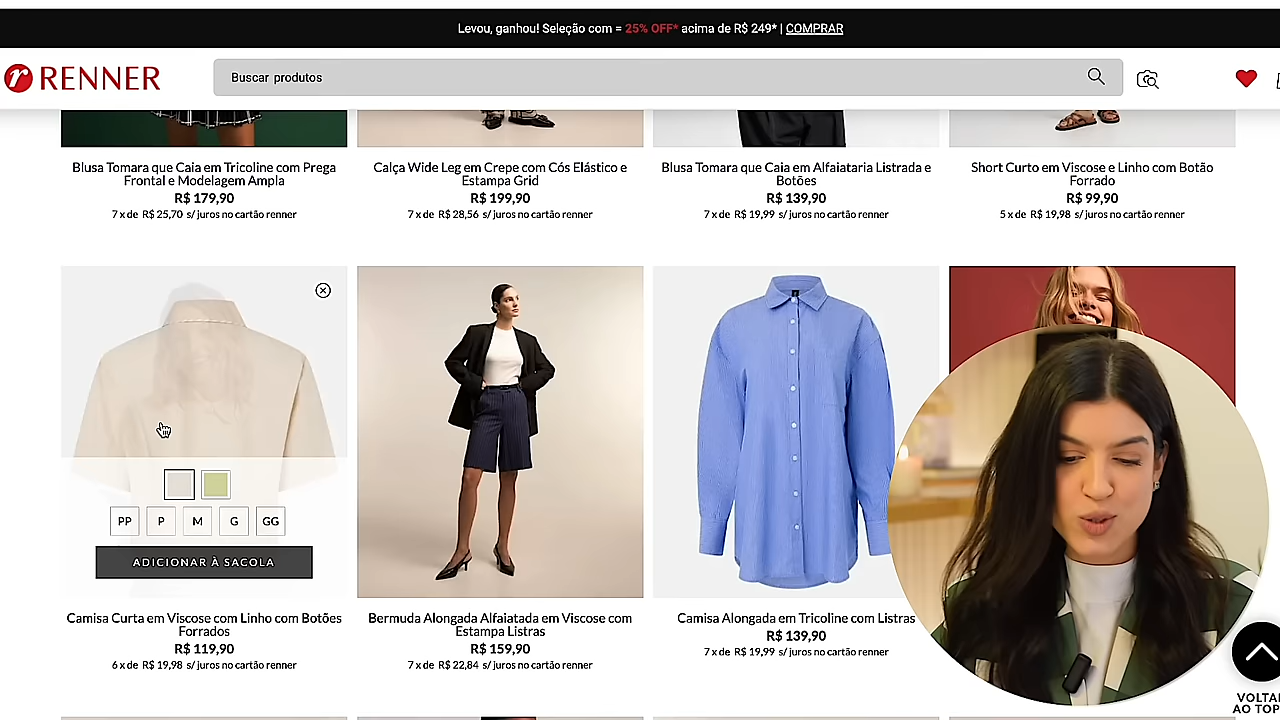 Levou, ganhou! Seleção com = 25% OFF* acima de R$ 249* | COMPRAR
r RENNER
Buscar produtos
Blusa Tomara que Caia em Tricoline com Prega
Frontal e Modelagem Ampla
R$ 179,90
7 x de R$ 25,70 s/ juros no cartão renner
Calça Wide Leg em Crepe com Cós Elástico e
Estampa Grid
R$ 199,90
7 x de R$ 28,56 s/ juros no cartão renner
Blusa Tomara que Caia em Alfaiataria Listrada e
Botões
R$ 139,90
7 x de R$ 19,99 s/ juros no cartão renner
Short Curto em Viscose e Linho com Botão
Forrado
R$ 99,90
5 x de R$ 19,98 s/ juros no cartão renner
PP P M G GG
ADICIONAR À SACOLA
Camisa Curta em Viscose com Linho com Botões
Forrados
R$ 119,90
6 x de R$ 19,98 s/ juros no cartão renner
Bermuda Alongada Alfaiatada em Viscose com
Estampa Listras
R$ 159,90
7 x de R$ 22,84 s/ juros no cartão renner
Camisa Alongada em Tricoline com Listras
R$ 139,90
7 x de R$ 19,99 s/ juros no cartão renner
AO